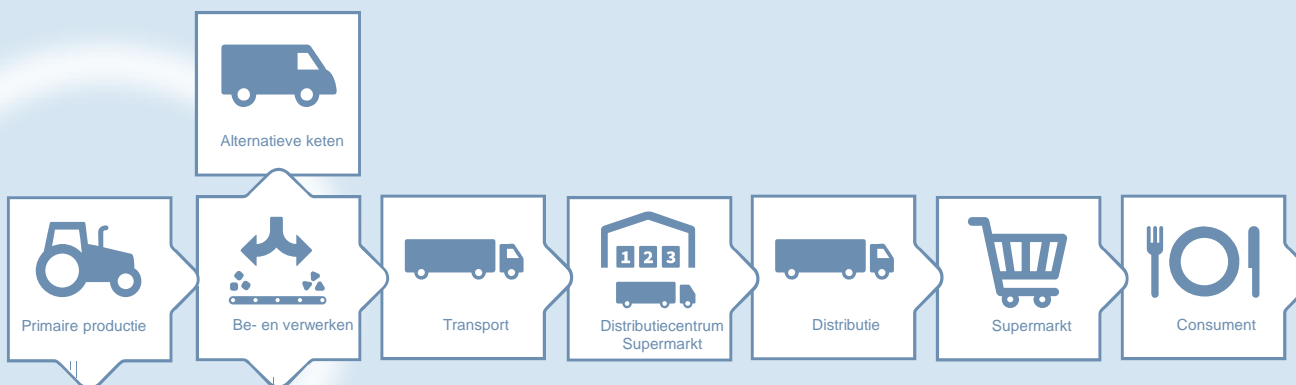 Alternatieve keten
Primaire productie
Be- en verwerken
Transport
1 2 3
Distributiecentrum
Supermarkt
Distributie
Supermarkt
Consument